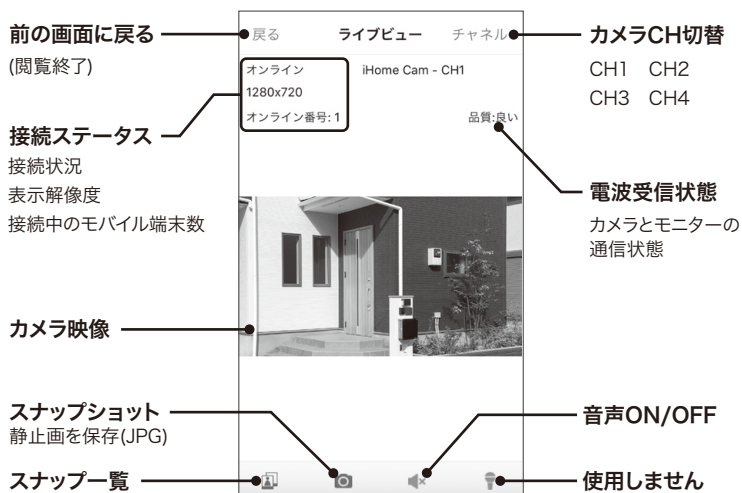 前の画面に戻る
(閲覧終了)
接続ステータス
接続状況
表示解像度
接続中のモバイル端末数
カメラ映像
スナップショット
静止画を保存(JPG)
スナップ一覧
戻る
ライブビュー
チャネル
オンライン
iHome Cam - CH1
1280x720
オンライン番号: 1
品質:良い
カメラCH切替
CH1 CH2
CH3 CH4
電波受信状態
カメラとモニターの
通信状態
音声ON/OFF
使用しません